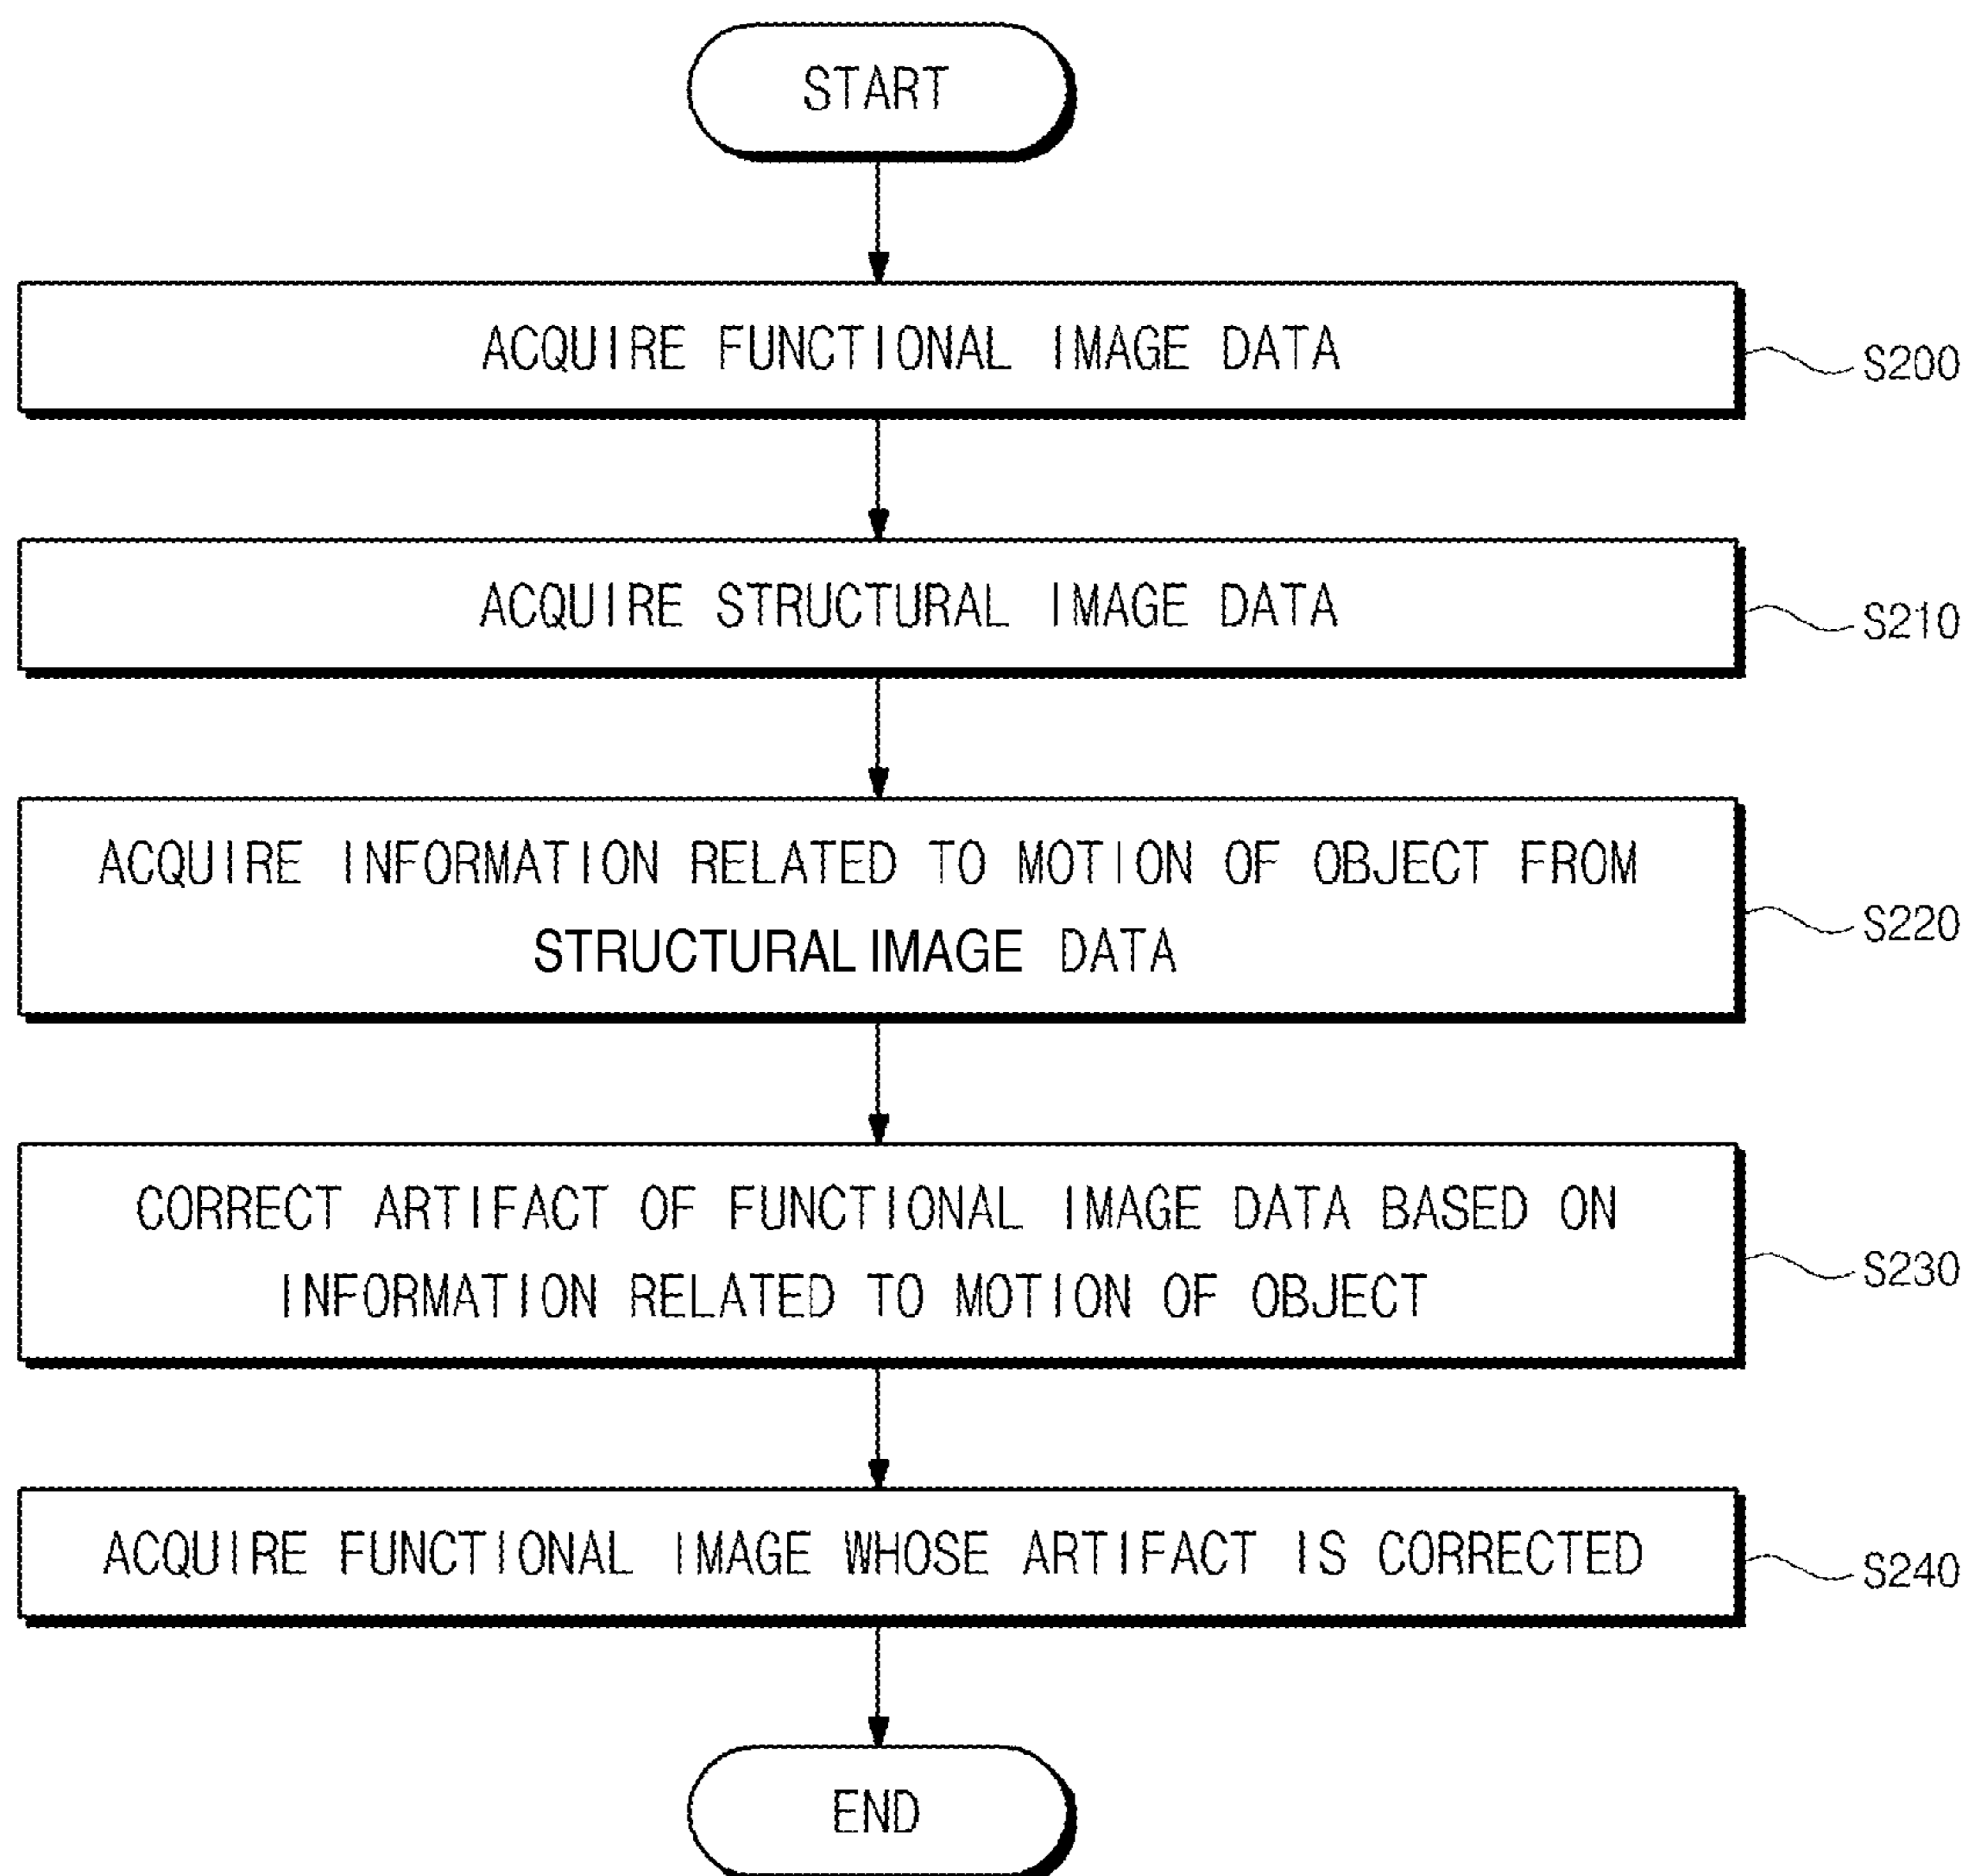 START
ACQUIRE FUNCTIONAL IMAGE DATA
S200
ACQUIRE STRUCTURAL IMAGE DATA
S210
ACQUIRE INFORMATION RELATED TO MOTION OF OBJECT FROM
STRUCTURAL IMAGE DATA
S220
CORRECT ARTIFACT OF FUNCTIONAL IMAGE DATA BASED ON
INFORMATION RELATED TO MOTION OF OBJECT
S230
ACQUIRE FUNCTIONAL IMAGE WHOSE ARTIFACT IS CORRECTED
S240
END